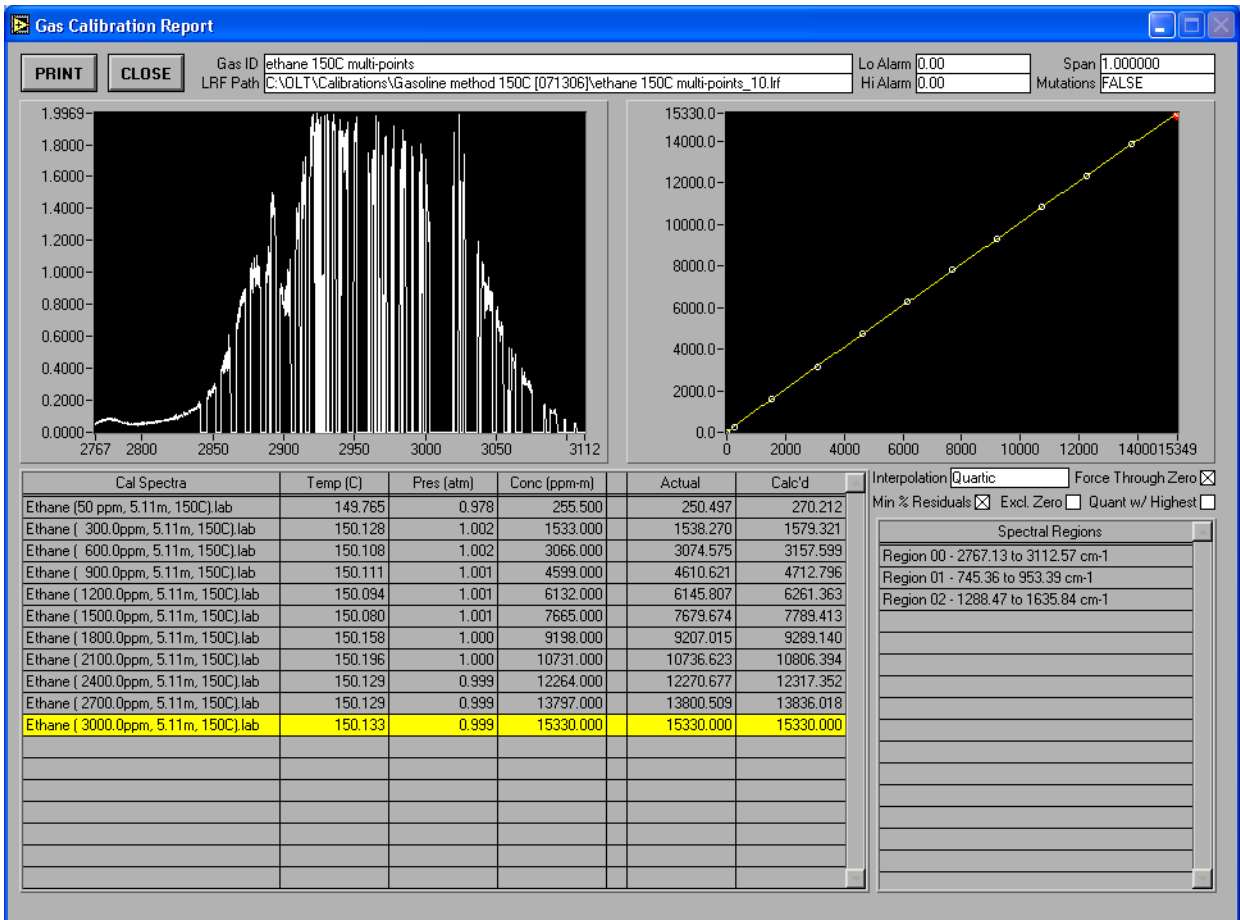 Gas Calibration Report
PRINT CLOSE Gas ID ethane 150C multi-points Lo Alarm 0.00 Span 1.000000
LRF Path C:\OLT\Calibrations\Gasoline method 150C [071306]\ethane 150C multi-points_10.lrf Hi Alarm 0.00 Mutations FALSE
1.9969
1.8000
1.6000
1.4000
1.2000
1.0000
0.8000
0.6000
0.4000
0.2000
0.0000
2767 2800 2850 2900 2950 3000 3050 3112
15330.0
14000.0
12000.0
10000.0
8000.0
6000.0
4000.0
2000.0
0.0
0 2000 4000 6000 8000 10000 12000 1400015349
Cal Spectra Temp (C) Pres (atm) Conc (ppm-m) Actual Calc'd
Ethane (50 ppm, 5.11m, 150C).lab 149.765 0.978 255.500 250.497 270.212
Ethane ( 300.0ppm, 5.11m, 150C).lab 150.128 1.002 1533.000 1538.270 1579.321
Ethane ( 600.0ppm, 5.11m, 150C).lab 150.108 1.002 3066.000 3074.575 3157.599
Ethane ( 900.0ppm, 5.11m, 150C).lab 150.111 1.001 4599.000 4610.621 4712.796
Ethane ( 1200.0ppm, 5.11m, 150C).lab 150.094 1.001 6132.000 6145.807 6261.363
Ethane ( 1500.0ppm, 5.11m, 150C).lab 150.080 1.001 7665.000 7679.674 7789.413
Ethane ( 1800.0ppm, 5.11m, 150C).lab 150.158 1.000 9198.000 9207.015 9289.140
Ethane ( 2100.0ppm, 5.11m, 150C).lab 150.196 1.000 10731.000 10736.623 10806.394
Ethane ( 2400.0ppm, 5.11m, 150C).lab 150.129 0.999 12264.000 12270.677 12317.352
Ethane ( 2700.0ppm, 5.11m, 150C).lab 150.129 0.999 13797.000 13800.509 13836.018
Ethane ( 3000.0ppm, 5.11m, 150C).lab 150.133 0.999 15330.000 15330.000 15330.000
Interpolation Quartic Force Through Zero
Min % Residuals Excl. Zero Quant w/ Highest
Spectral Regions
Region 00 - 2767.13 to 3112.57 cm-1
Region 01 - 745.36 to 953.39 cm-1
Region 02 - 1288.47 to 1635.84 cm-1